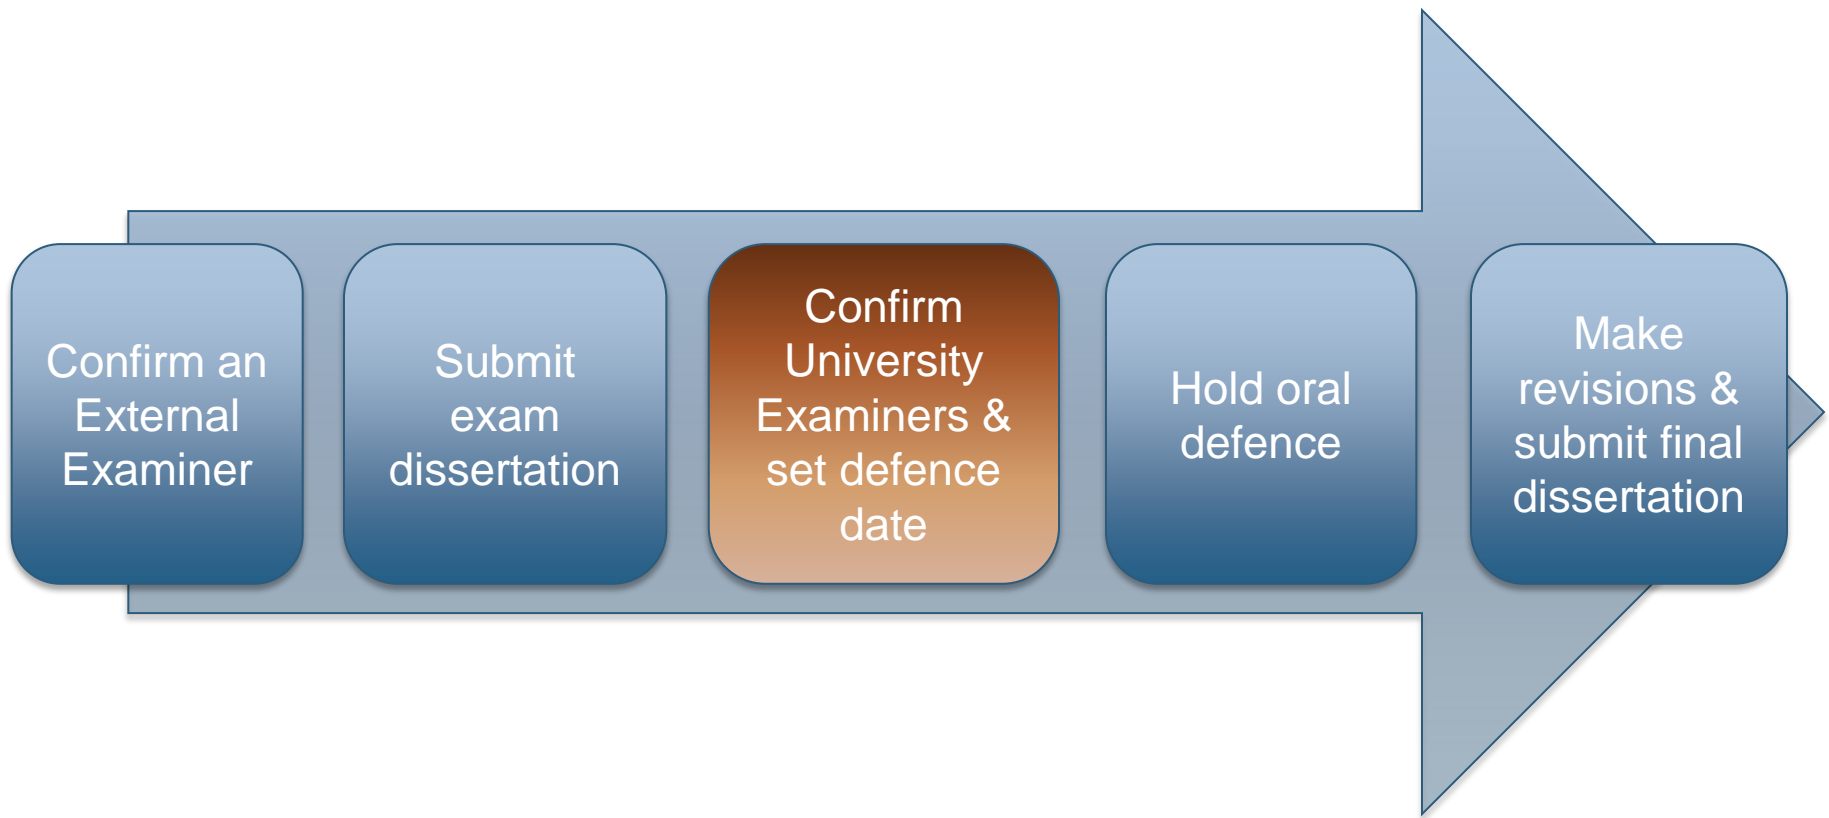 Confirm an
External
Examiner
Submit
exam
dissertation
Confirm
University
Examiners &
set defence
date
Hold oral
defence
Make
revisions &
submit final
dissertation